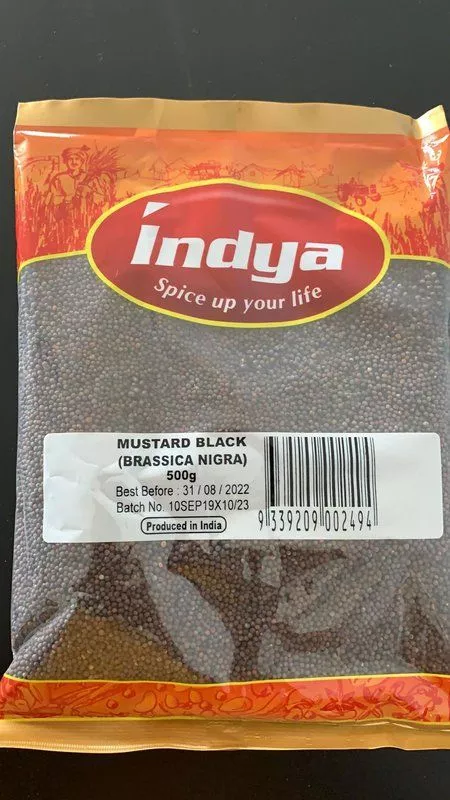 índya
Spice up your life
MUSTARD BLACK
(BRASSICA NIGRA)
500g
Best Before : 31 / 08 / 2022
Batch No. 10SEP19X10/23
Produced in India
9 339209 002494